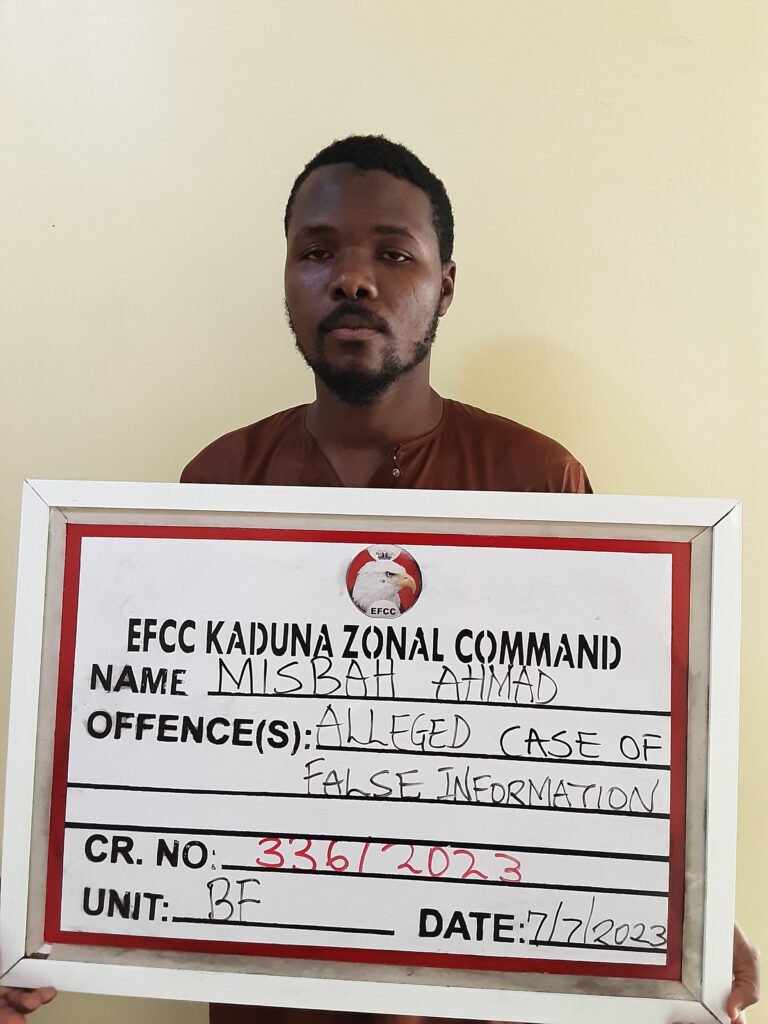 EFCC
EFCC KADUNA ZONAL COMMAND
NAME MISBAH AHMAD
OFFENCE(S): ALLEGED CASE OF
FALSE INFORMATION
CR. NO: 336/2023
UNIT: BF DATE: 7/7/2023